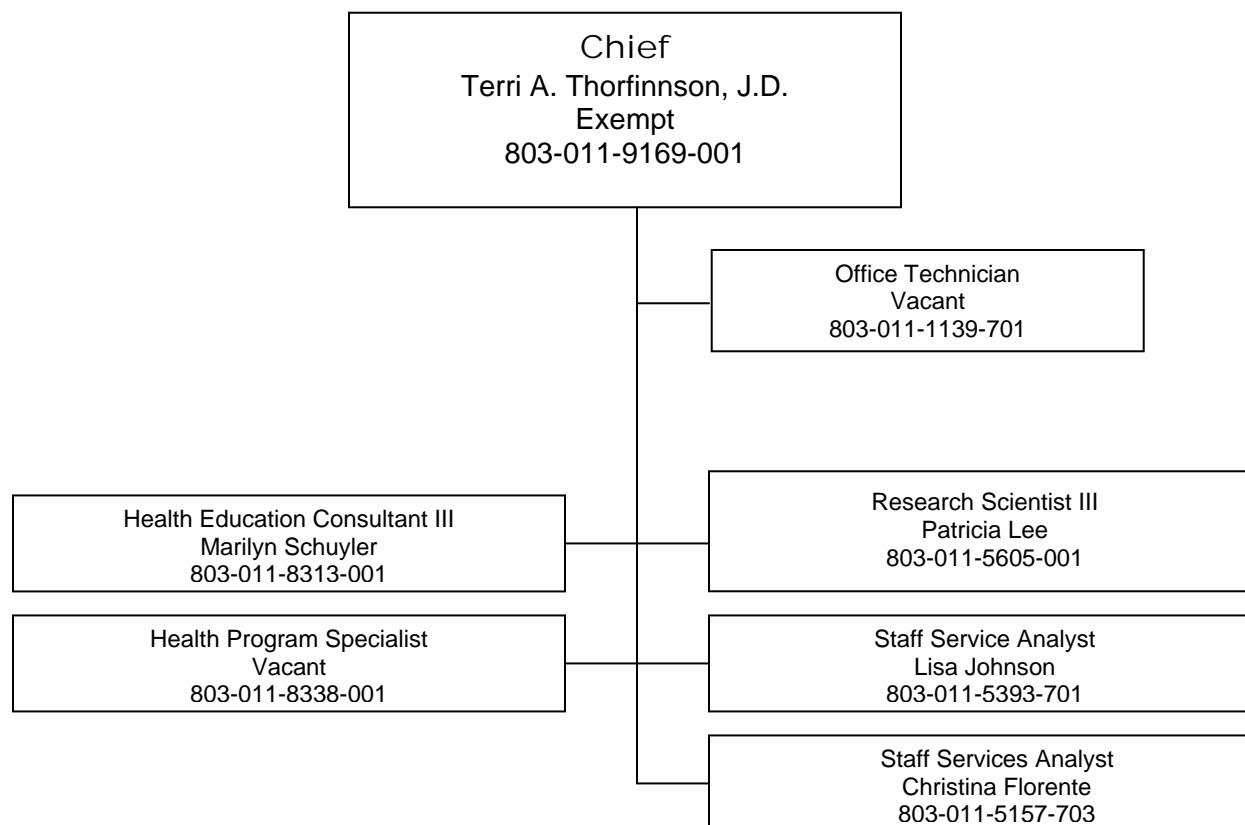 Chief
Terri A. Thorfinnson, J.D.
Exempt
803-011-9169-001
Office Technician
Vacant
803-011-1139-701
Health Education Consultant III
Marilyn Schuyler
803-011-8313-001
Research Scientist III
Patricia Lee
803-011-5605-001
Health Program Specialist
Vacant
803-011-8338-001
Staff Service Analyst
Lisa Johnson
803-011-5393-701
Staff Services Analyst
Christina Florente
803-011-5157-703